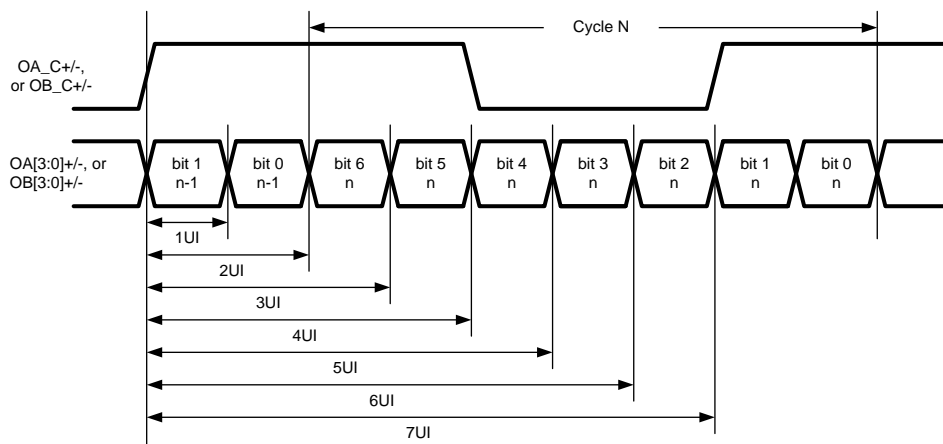 Cycle N
OA_C+/-,
or OB_C+/-
OA[3:0]+/-, or
OB[3:0]+/-
bit 1 bit 0 bit 6 bit 5 bit 4 bit 3 bit 2 bit 1 bit 0
n-1 n-1 n n n n n n n
1UI
2UI
3UI
4UI
5UI
6UI
7UI